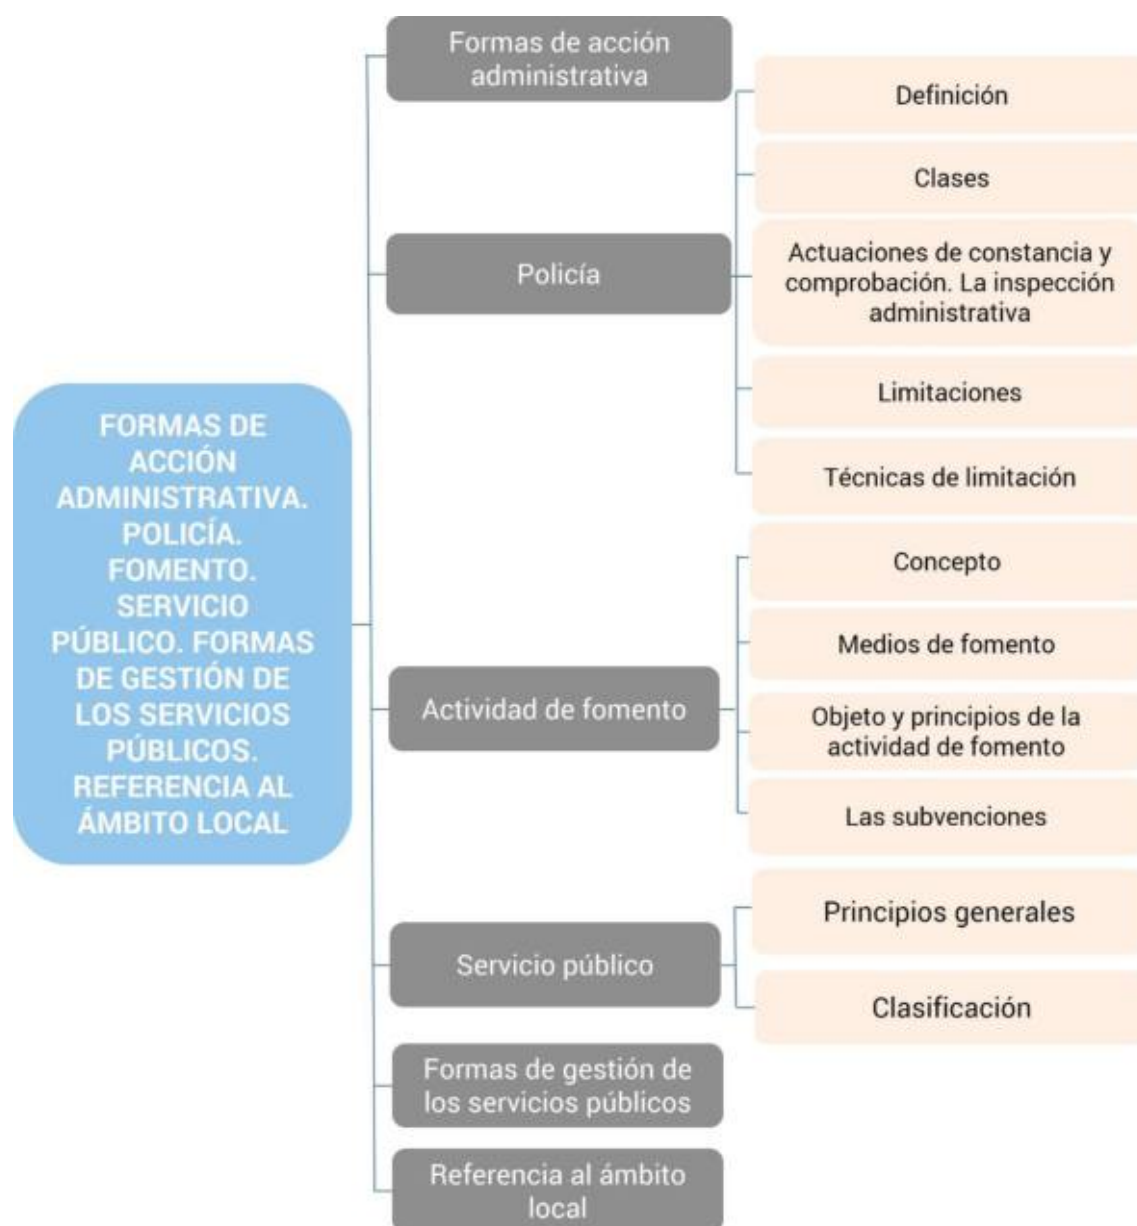 FORMAS DE
ACCIÓN
ADMINISTRATIVA.
POLICÍA.
FOMENTO.
SERVICIO
PÚBLICO. FORMAS
DE GESTIÓN DE
LOS SERVICIOS
PÚBLICOS.
REFERENCIA AL
ÁMBITO LOCAL
Formas de acción
administrativa
Policía
Definición
Clases
Actuaciones de constancia y
comprobación. La inspección
administrativa
Limitaciones
Técnicas de limitación
Actividad de fomento
Concepto
Medios de fomento
Objeto y principios de la
actividad de fomento
Las subvenciones
Servicio público
Principios generales
Clasificación
Formas de gestión de
los servicios públicos
Referencia al ámbito
local